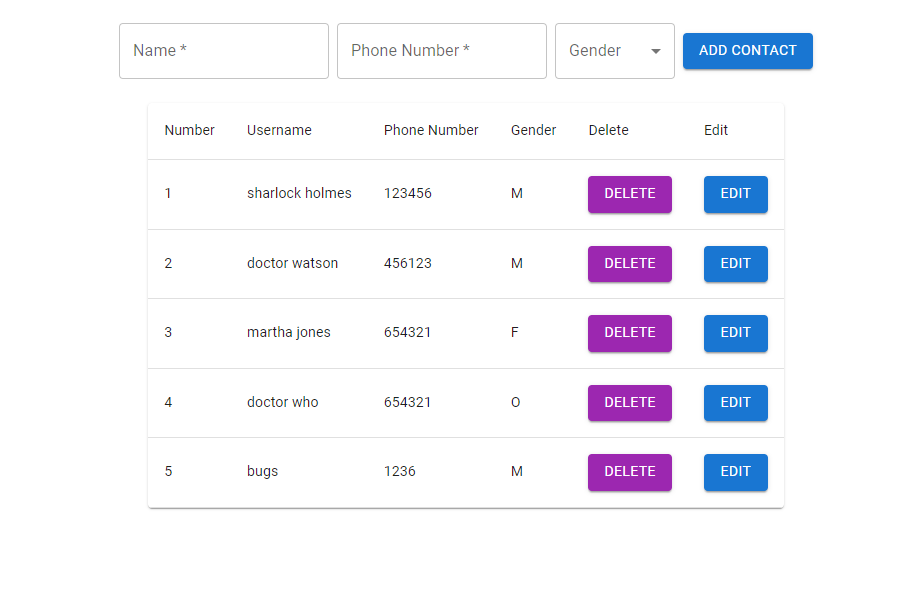 Name * Phone Number * Gender ADD CONTACT
Number Username Phone Number Gender Delete Edit
1 sharlock holmes 123456 M DELETE EDIT
2 doctor watson 456123 M DELETE EDIT
3 martha jones 654321 F DELETE EDIT
4 doctor who 654321 O DELETE EDIT
5 bugs 1236 M DELETE EDIT